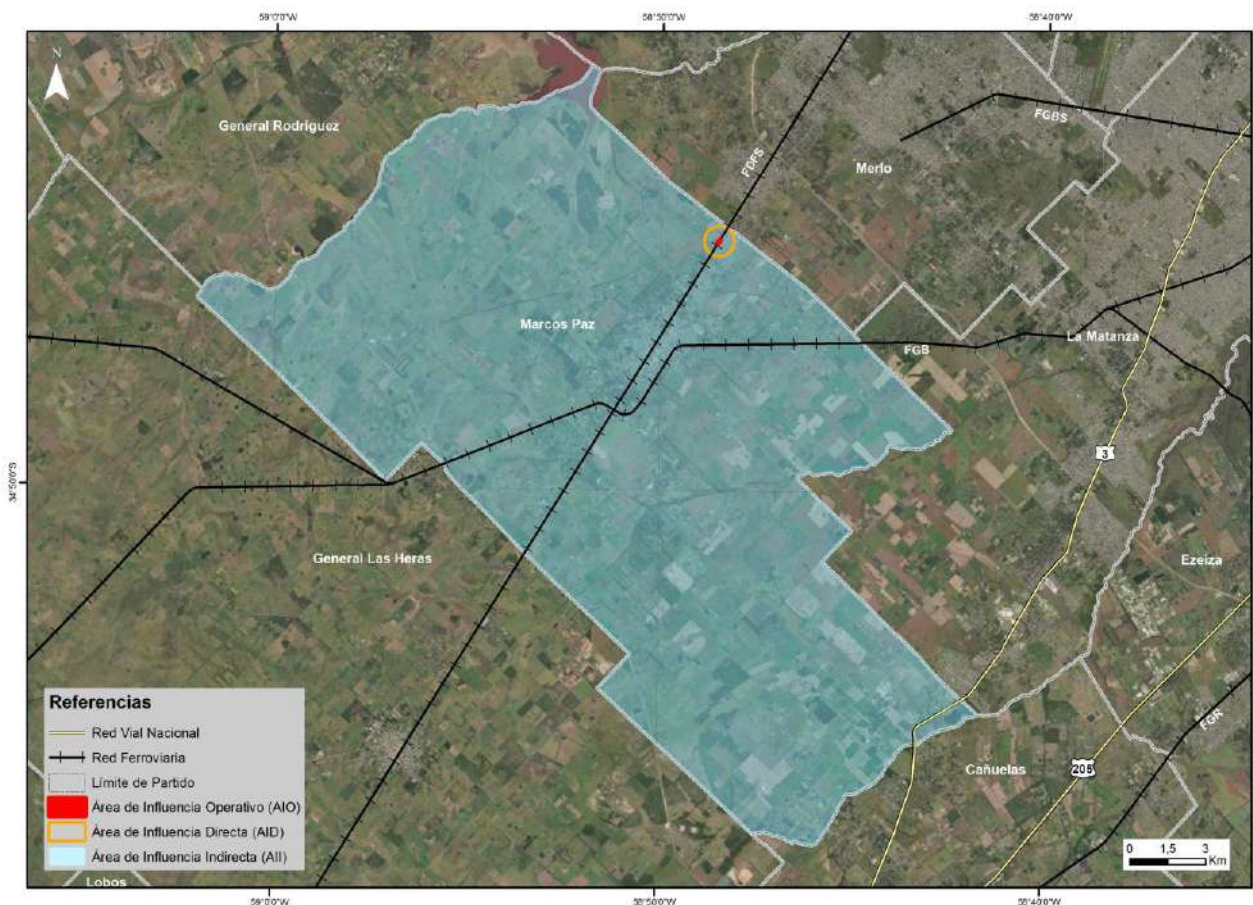 59°0'0"W
58°50'0"W
58°40'0"W
N
General Rodriguez
FGBS
FDFS
Merlo
Marcos Paz
La Matanza
FGB
3
34°50'0"S
General Las Heras
Ezeiza
Referencias
Red Vial Nacional
Red Ferroviaria
Límite de Partido
Área de Influencia Operativo (AIO)
Área de Influencia Directa (AID)
Área de Influencia Indirecta (AII)
Lobos
FGR
Cañuelas
205
0 1,5 3
Km
59°0'0"W
58°50'0"W
58°40'0"W